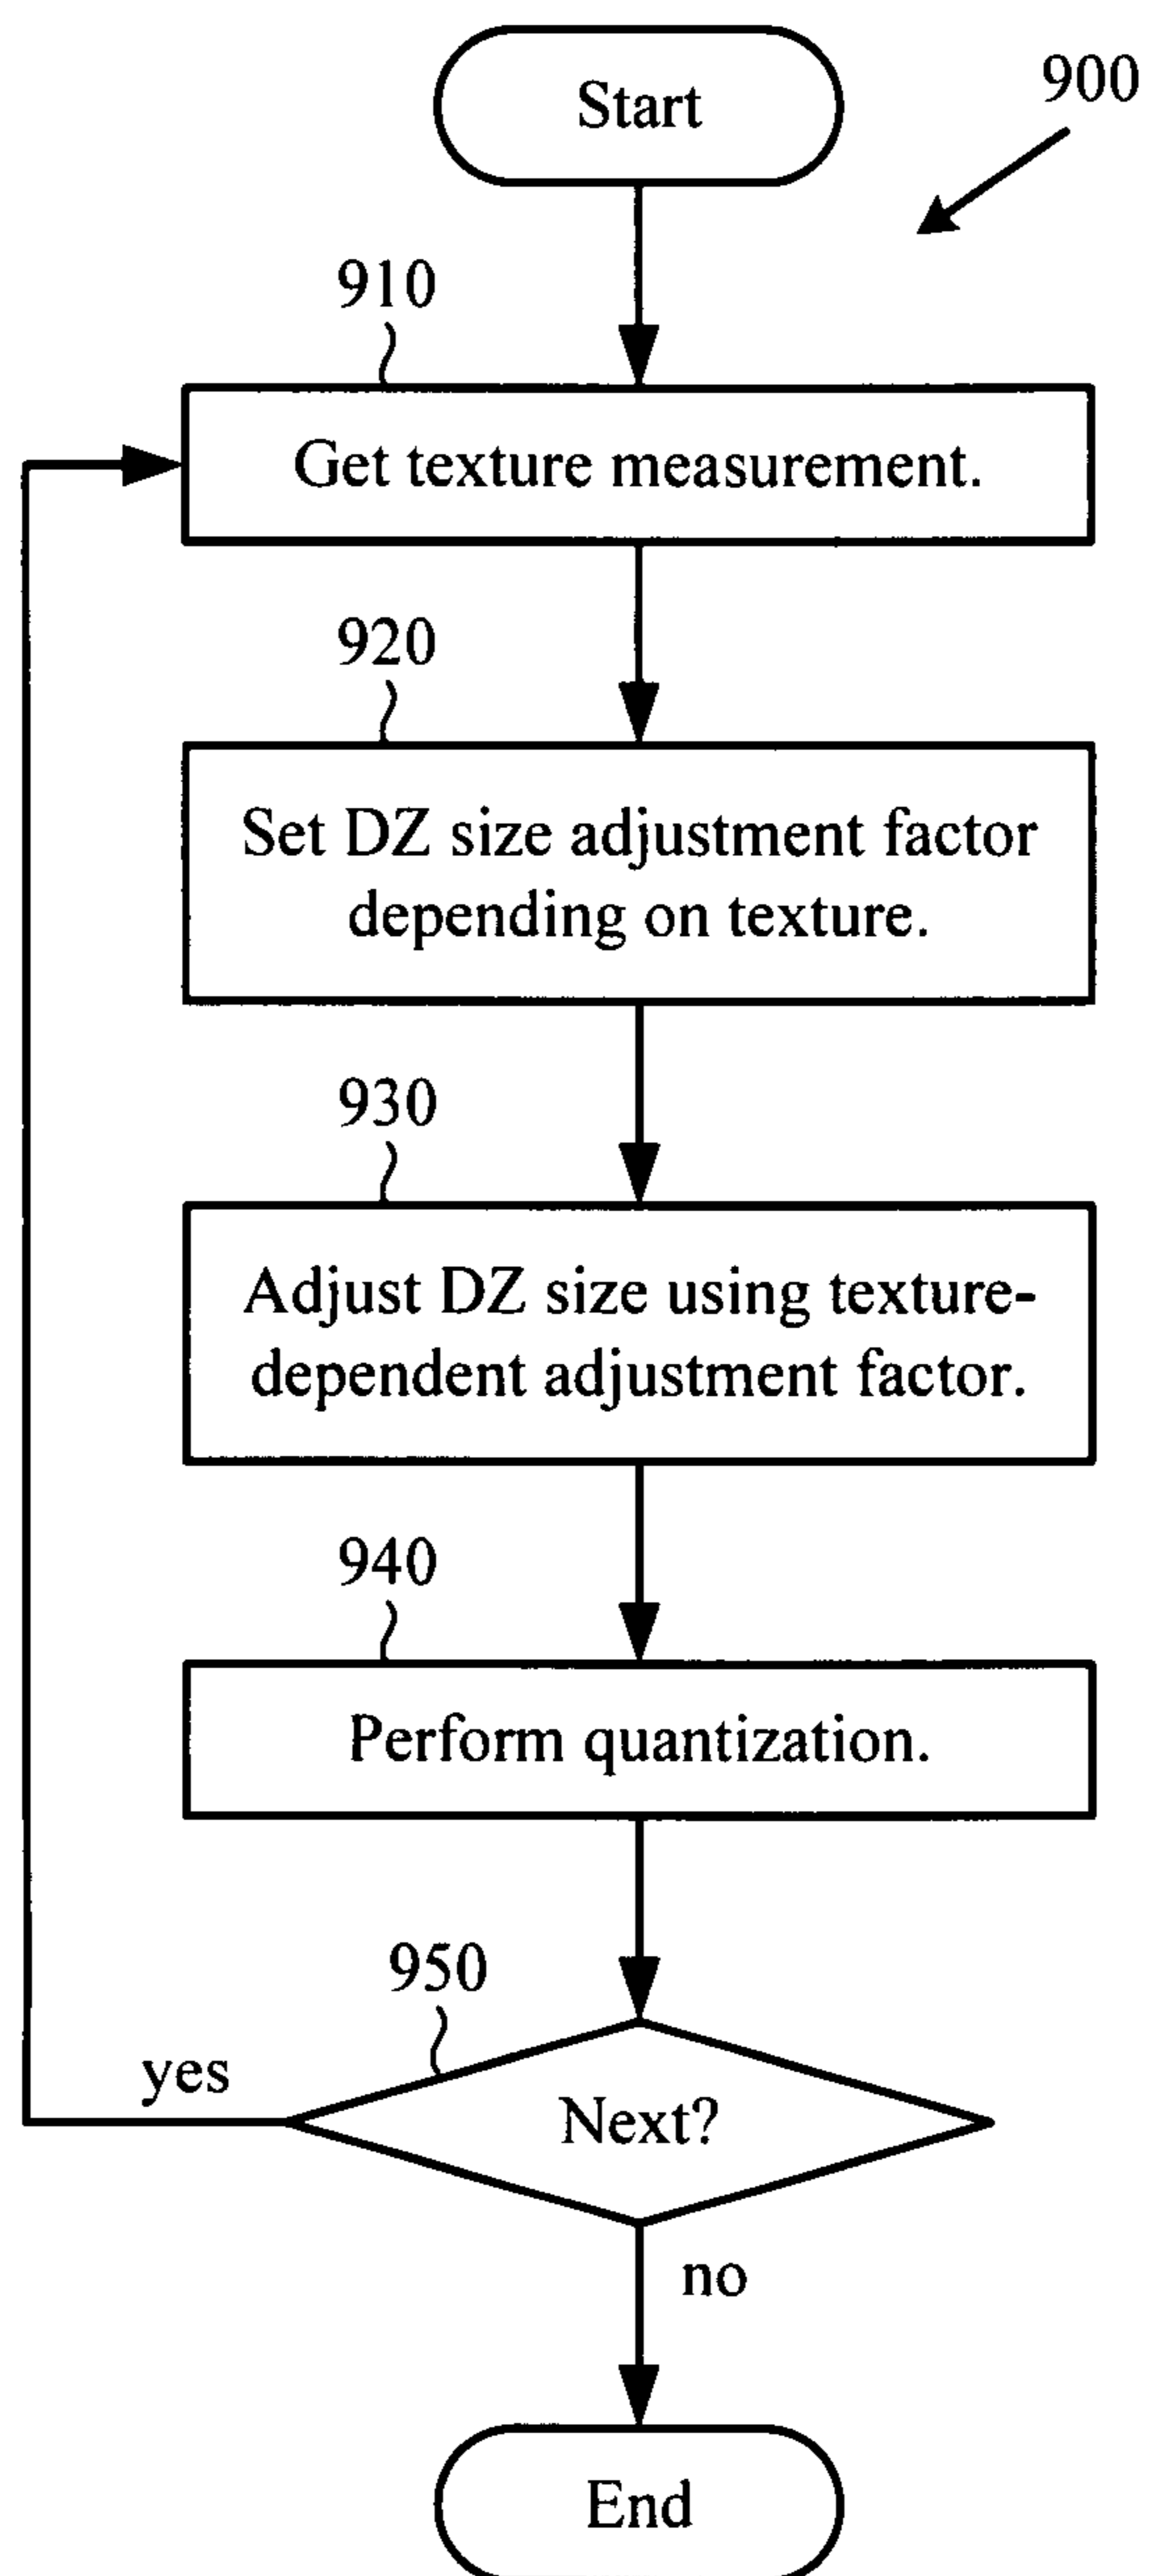 Start
900
910
Get texture measurement.
920
Set DZ size adjustment factor
depending on texture.
930
Adjust DZ size using texture-
dependent adjustment factor.
940
Perform quantization.
950
yes
Next?
no
End